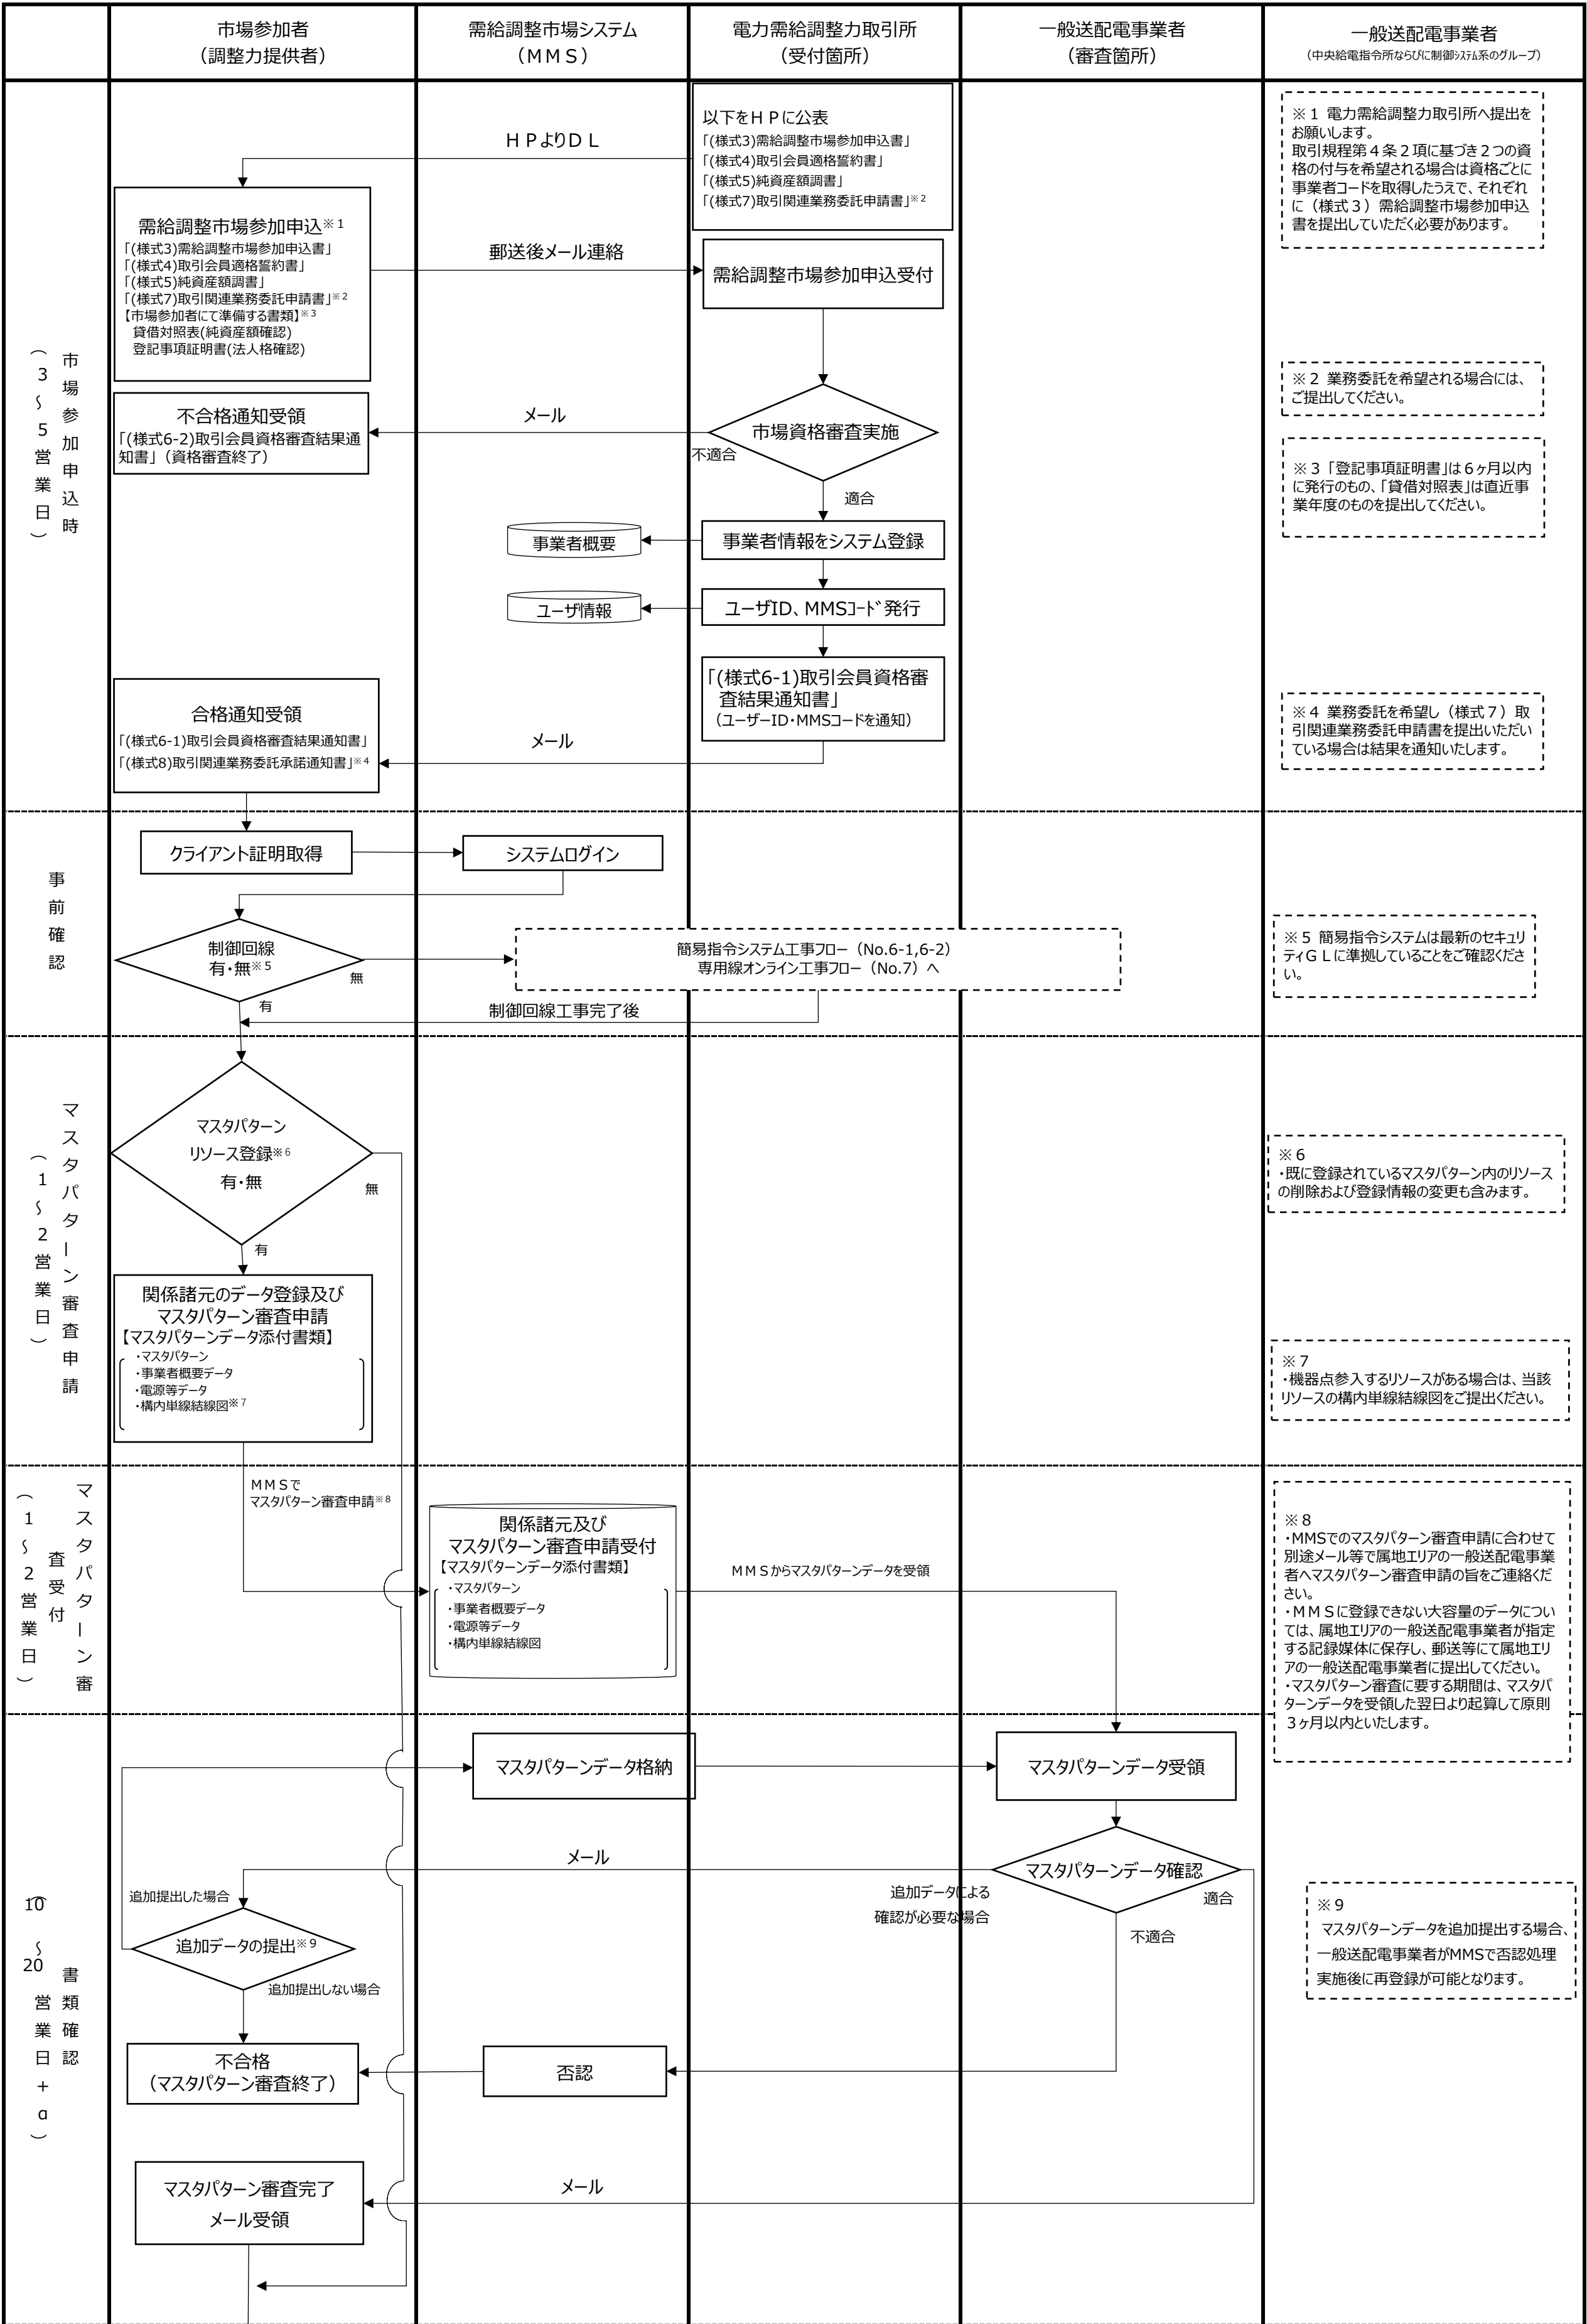 市場参加者
（調整力提供者）
需給調整市場システム
（ＭＭＳ）
電力需給調整力取引所
（受付箇所）
一般送配電事業者
（審査箇所）
一般送配電事業者
（中央給電指令所ならびに制御ｼｽﾃﾑ系のグループ）
市場参加申込時
（3～5営業日）
以下をＨＰに公表
「(様式3)需給調整市場参加申込書」
「(様式4)取引会員適格誓約書」
「(様式5)純資産額調書」
「(様式7)取引関連業務委託申請書」※2
ＨＰよりＤＬ
需給調整市場参加申込※1
「(様式3)需給調整市場参加申込書」
「(様式4)取引会員適格誓約書」
「(様式5)純資産額調書」
「(様式7)取引関連業務委託申請書」※2
【市場参加者にて準備する書類】※3
貸借対照表(純資産額確認)
登記事項証明書(法人格確認)
郵送後メール連絡
需給調整市場参加申込受付
※１ 電力需給調整力取引所へ提出を
お願いします。
取引規程第４条２項に基づき２つの資
格の付与を希望される場合は資格ごとに
事業者コードを取得したうえで、それぞれ
に（様式３）需給調整市場参加申込
書を提出していただく必要があります。
※２ 業務委託を希望される場合には、
ご提出してください。
不合格通知受領
「(様式6-2)取引会員資格審査結果通
知書」（資格審査終了）
メール
市場資格審査実施
不適合
適合
※３「登記事項証明書」は６ヶ月以内
に発行のもの、「貸借対照表」は直近事
業年度のものを提出してください。
事業者概要
事業者情報をシステム登録
ユーザ情報
ユーザID、MMSｺｰﾄﾞ発行
「(様式6-1)取引会員資格審
査結果通知書」
（ユーザーID・MMSコードを通知）
合格通知受領
「(様式6-1)取引会員資格審査結果通知書」
「(様式8)取引関連業務委託承諾通知書」※4
メール
※４ 業務委託を希望し（様式７）取
引関連業務委託申請書を提出いただい
ている場合は結果を通知いたします。
事前確認
クライアント証明取得
システムログイン
制御回線
有・無※5
無
有
簡易指令システム工事フロー（No.6-1,6-2）
専用線オンライン工事フロー（No.7）へ
制御回線工事完了後
※５ 簡易指令システムは最新のセキュリ
ティＧＬに準拠していることをご確認くださ
い。
マスタパターン審査申請
（1～2営業日）
マスタパターン
リソース登録※6
有・無
無
有
※６
・既に登録されているマスタパターン内のリソース
の削除および登録情報の変更も含みます。
関係諸元のデータ登録及び
マスタパターン審査申請
【マスタパターンデータ添付書類】
・マスタパターン
・事業者概要データ
・電源等データ
・構内単線結線図※7
※７
・機器点参入するリソースがある場合は、当該
リソースの構内単線結線図をご提出ください。
マスタパターン審
査受付
（1～2営業日）
ＭＭＳで
マスタパターン審査申請※8
関係諸元及び
マスタパターン審査申請受付
【マスタパターンデータ添付書類】
・マスタパターン
・事業者概要データ
・電源等データ
・構内単線結線図
ＭＭＳからマスタパターンデータを受領
※８
・MMSでのマスタパターン審査申請に合わせて
別途メール等で属地エリアの一般送配電事業
者へマスタパターン審査申請の旨をご連絡くだ
さい。
・ＭＭＳに登録できない大容量のデータについ
ては、属地エリアの一般送配電事業者が指定
する記録媒体に保存し、郵送等にて属地エリ
アの一般送配電事業者に提出してください。
・マスタパターン審査に要する期間は、マスタパ
ターンデータを受領した翌日より起算して原則
３ヶ月以内といたします。
書類確認
（10～20営業日＋α）
マスタパターンデータ格納
マスタパターンデータ受領
メール
マスタパターンデータ確認
追加データによる
確認が必要な場合
適合
不適合
追加提出した場合
追加データの提出※9
追加提出しない場合
※９
マスタパターンデータを追加提出する場合、
一般送配電事業者がMMSで否認処理
実施後に再登録が可能となります。
不合格
（マスタパターン審査終了）
否認
マスタパターン審査完了
メール受領
メール